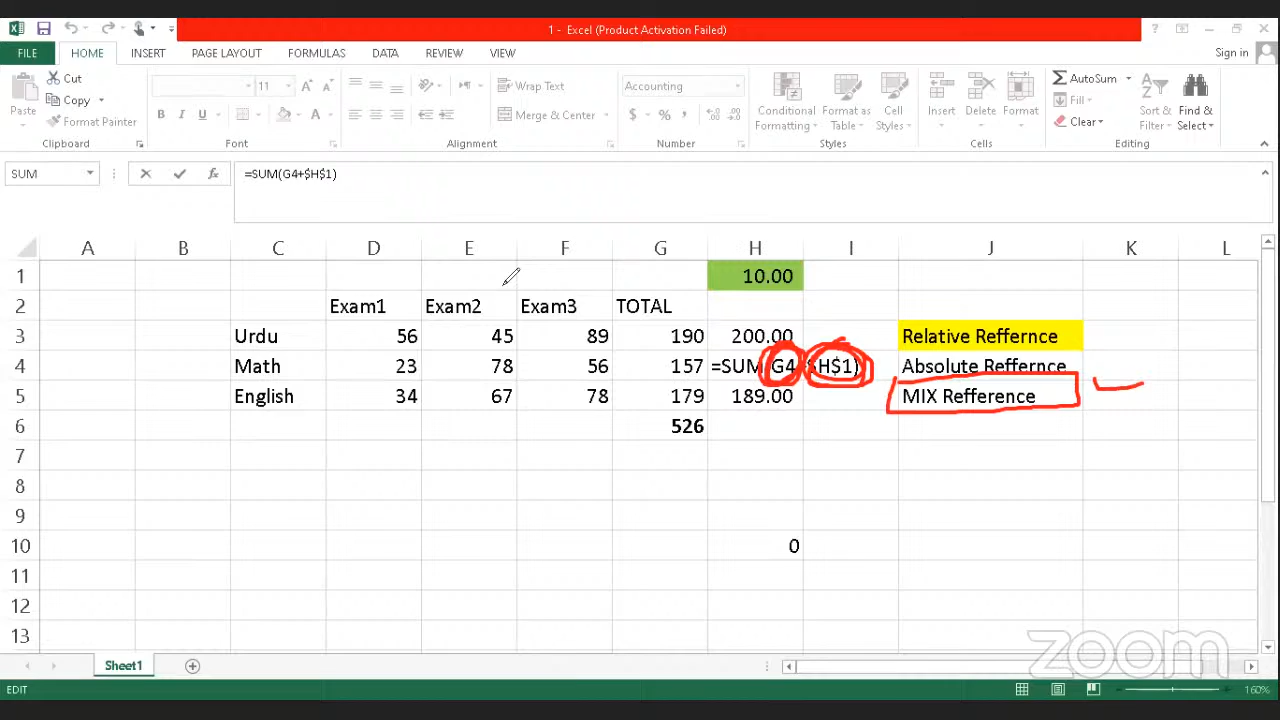 1 - Excel (Product Activation Failed)
FILE HOME INSERT PAGE LAYOUT FORMULAS DATA REVIEW VIEW Sign in
Paste Cut Copy Format Painter Clipboard
11 B I U A Font
Wrap Text Merge & Center Alignment
Accounting $ % Number
Conditional Formatting Format as Table Cell Styles Styles
Insert Delete Format Cells
AutoSum Fill Clear Sort & Filter Find & Select Editing
SUM fx =SUM(G4+$H$1)
A B C D E F G H I J K L
1 10.00
2 Exam1 Exam2 Exam3 TOTAL
3 Urdu 56 45 89 190 200.00 Relative Reffernce
4 Math 23 78 56 157 =SUM G4 $H$1) Absolute Reffernce
5 English 34 67 78 179 189.00 MIX Refference
6 526
7
8
9
10 0
11
12
13
zoom
Sheet1
EDIT 160%